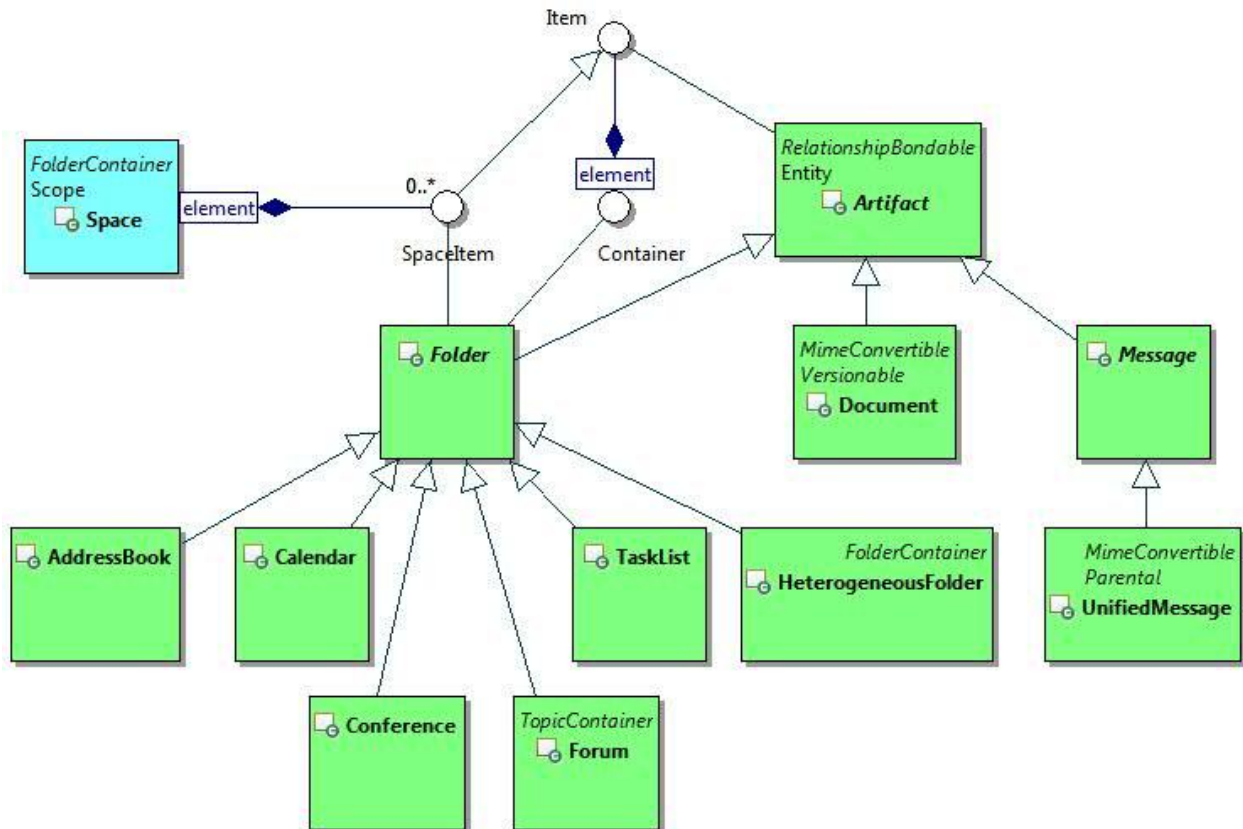 Item
FolderContainer
Scope
Space
element
0..*
SpaceItem
element
Container
RelationshipBondable
Entity
Artifact
Folder
MimeConvertible
Versionable
Document
Message
AddressBook
Calendar
TaskList
FolderContainer
HeterogeneousFolder
MimeConvertible
Parental
UnifiedMessage
Conference
TopicContainer
Forum